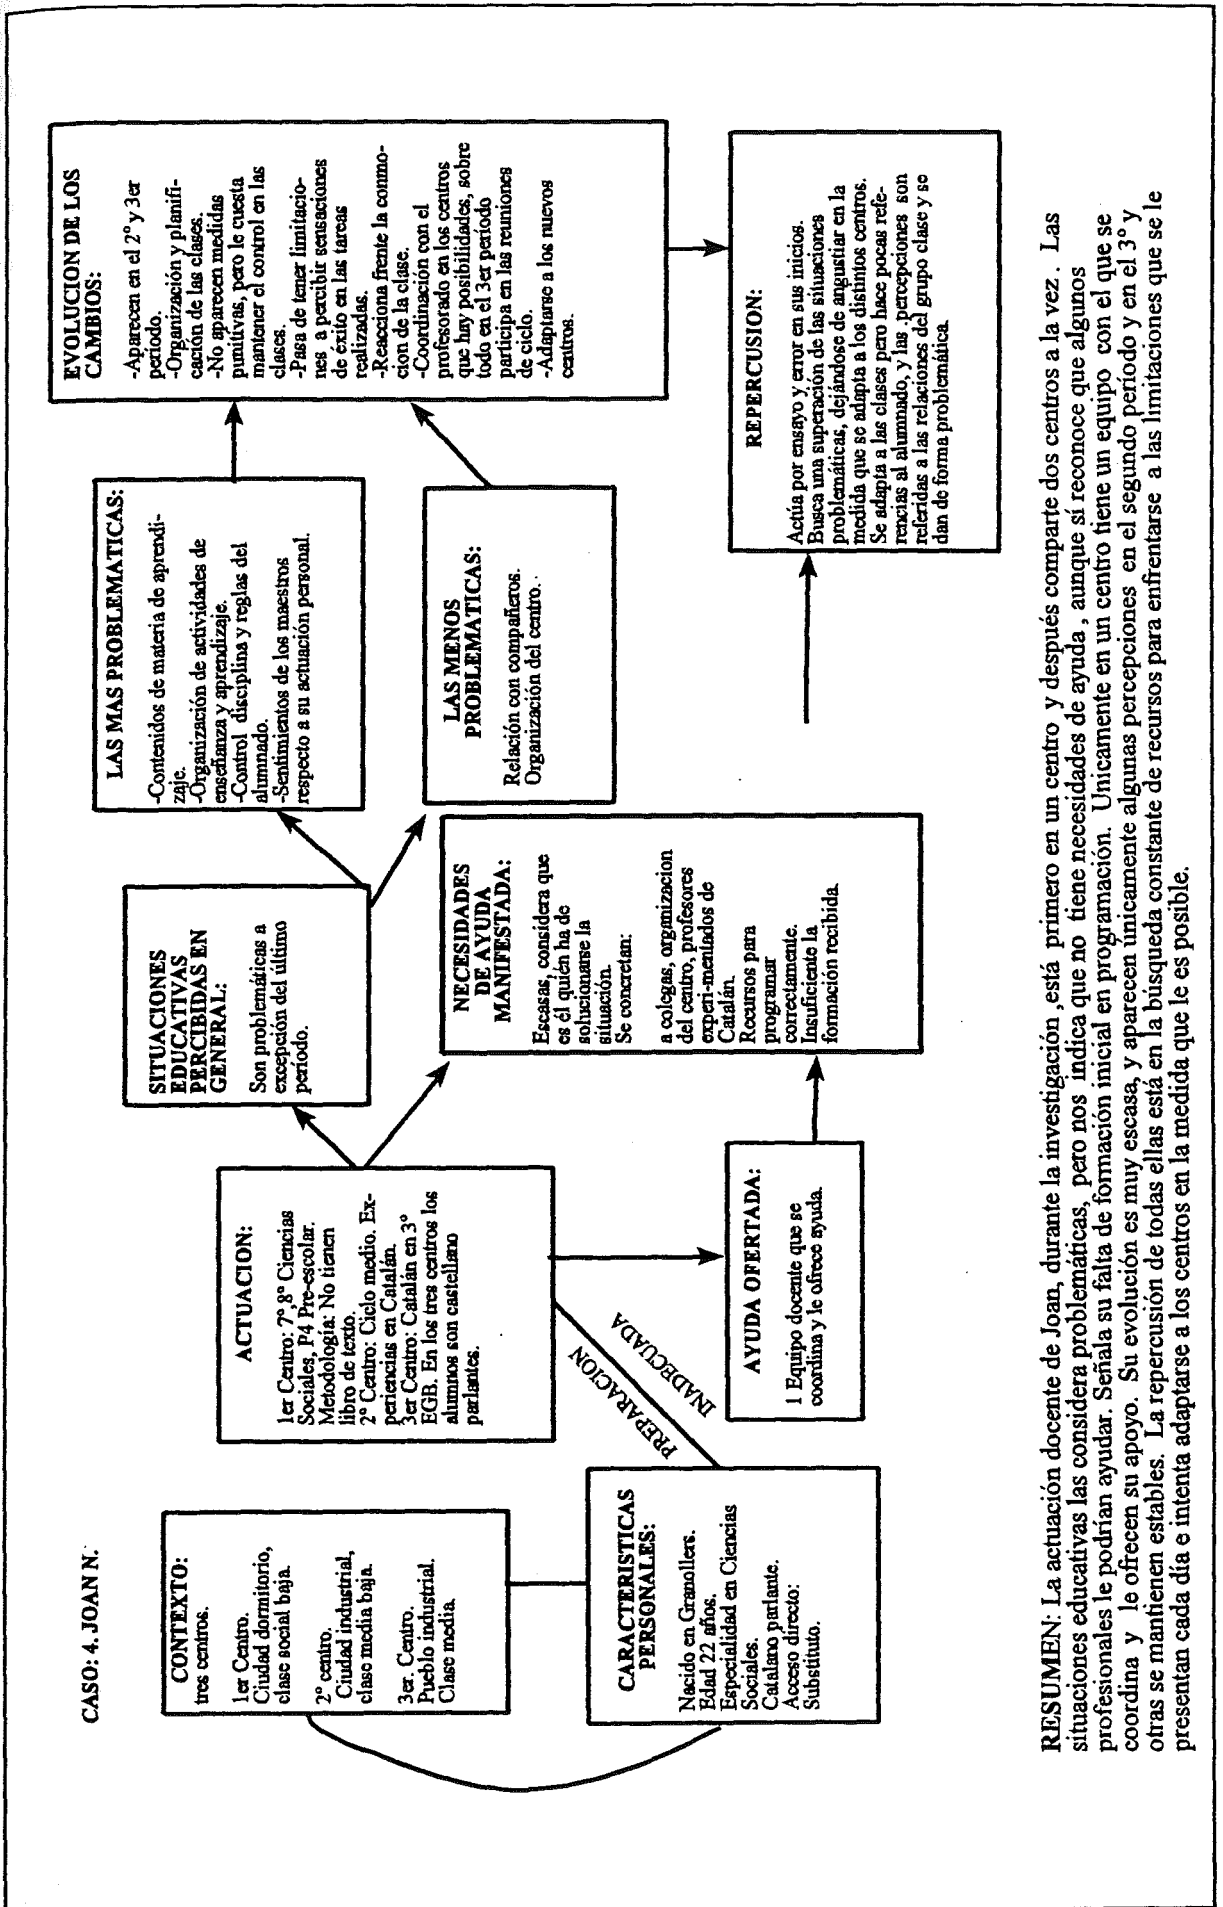 CASO: 4. JOAN N.
CONTEXTO:
tres centros.
1er Centro.
Ciudad dormitorio,
clase social baja.
2º centro.
Ciudad industrial,
clase media baja.
3er. Centro.
Pueblo industrial.
Clase media.
CARACTERISTICAS
PERSONALES:
Nacido en Granollers.
Edad 22 años.
Especialidad en Ciencias
Sociales.
Catalano parlante.
Acceso directo:
Substituto.
PREPARACION
INADECUADA
ACTUACION:
1er Centro: 7º,8º Ciencias
Sociales, P4 Pre-escolar.
Metodología: No tienen
libro de texto.
2º Centro: Ciclo medio. Ex-
periencias en Catalán.
3er Centro: Catalán en 3º
EGB. En los tres centros los
alumnos son castellano
parlantes.
AYUDA OFERTADA:
1 Equipo docente que se
coordina y le ofrece ayuda.
SITUACIONES
EDUCATIVAS
PERCIBIDAS EN
GENERAL:
Son problemáticas a
excepción del último
período.
NECESIDADES
DE AYUDA
MANIFESTADA:
Escasas, considera que
es él quién ha de
solucionarse la
situación.
Se concretan:
a colegas, organizacion
del centro, profesores
experi-mentados de
Catalán.
Recursos para
programar
correctamente.
Insuficiente la
formación recibida.
LAS MAS PROBLEMATICAS:
-Contenidos de materia de aprendi-
zaje.
-Organización de actividades de
enseñanza y aprendizaje.
-Control disciplina y reglas del
alumnado.
-Sentimientos de los maestros
respecto a su actuación personal.
LAS MENOS
PROBLEMATICAS:
Relación con compañeros.
Organización del centro.
EVOLUCION DE LOS
CAMBIOS:
-Aparecen en el 2º y 3er
período.
-Organización y planifi-
cación de las clases.
-No aparecen medidas
punitivas, pero le cuesta
mantener el control en las
clases.
-Pasa de tener limitacio-
nes a percibir sensaciones
de éxito en las tareas
realizadas.
-Reacciona frente la conmo-
cion de la clase.
-Coordinación con el
profesorado en los centros
que hay posibilidades, sobre
todo en el 3er período
participa en las reuniones
de ciclo.
-Adaptarse a los nuevos
centros.
REPERCUSION:
Actúa por ensayo y error en sus inicios.
Busca una superación de las situaciones
problemáticas, dejándose de angustiar en la
medida que se adapta a los distintos centros.
Se adapta a las clases pero hace pocas refe-
rencias al alumnado, y las percepciones son
referidas a las relaciones del grupo clase y se
dan de forma problemática.
RESUMEN: La actuación docente de Joan, durante la investigación ,está primero en un centro y después comparte dos centros a la vez . Las
situaciones educativas las considera problemáticas, pero nos indica que no tiene necesidades de ayuda , aunque sí reconoce que algunos
profesionales le podrían ayudar. Señala su falta de formación inicial en programación. Unicamente en un centro tiene un equipo con el que se
coordina y le ofrecen su apoyo. Su evolución es muy escasa, y aparecen únicamente algunas percepciones en el segundo período y en el 3º y
otras se mantienen estables. La repercusión de todas ellas está en la búsqueda constante de recursos para enfrentarse a las limitaciones que se le
presentan cada día e intenta adaptarse a los centros en la medida que le es posible.